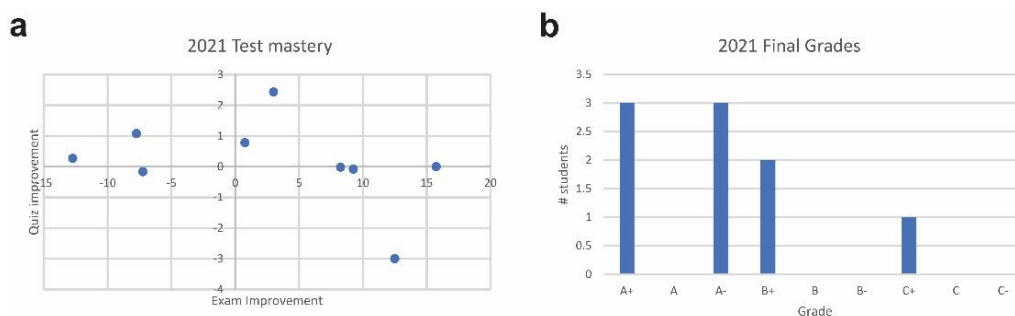 a
2021 Test mastery
3
2
1
0
-1
-2
-3
-4
15 -10 -5 0 5 10 15 20
Quiz improvement
Exam Improvement
b
2021 Final Grades
3.5
3
2.5
2
1.5
1
0.5
0
# students
A+ A A- B+ B B- C+ C C-
Grade